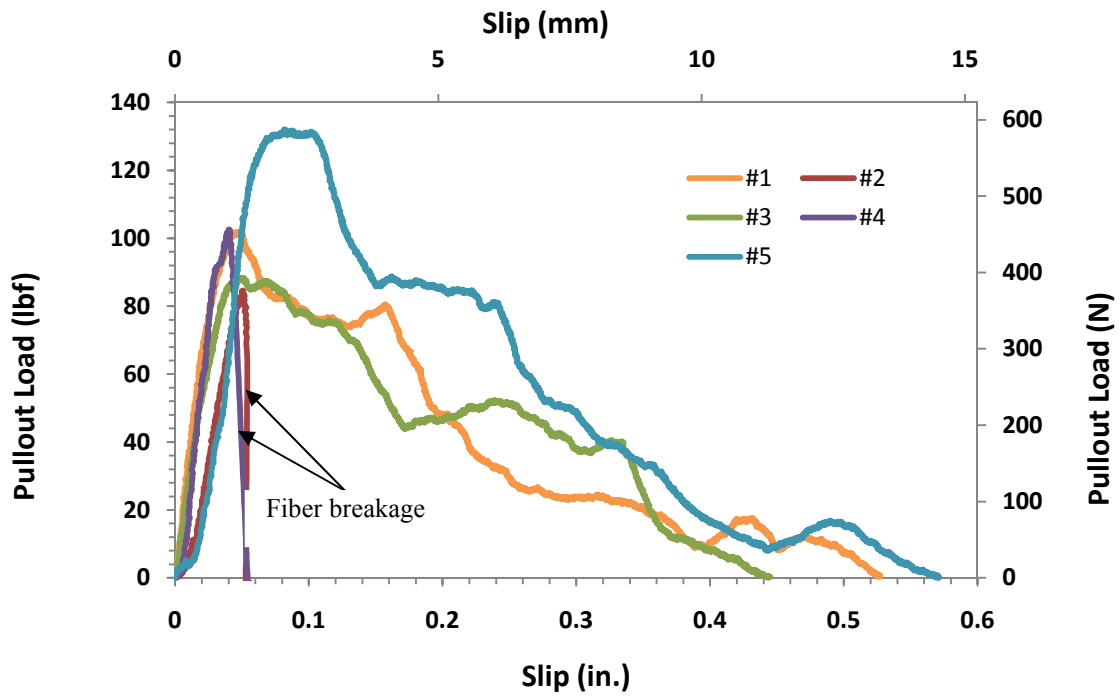 Slip (mm)
0 5 10 15
140 600
120 500
100 400
80 300
60 200
40 100
20 0
0
Pullout Load (lbf)
Pullout Load (N)
#1 #2
#3 #4
#5
Fiber breakage
0 0.1 0.2 0.3 0.4 0.5 0.6
Slip (in.)